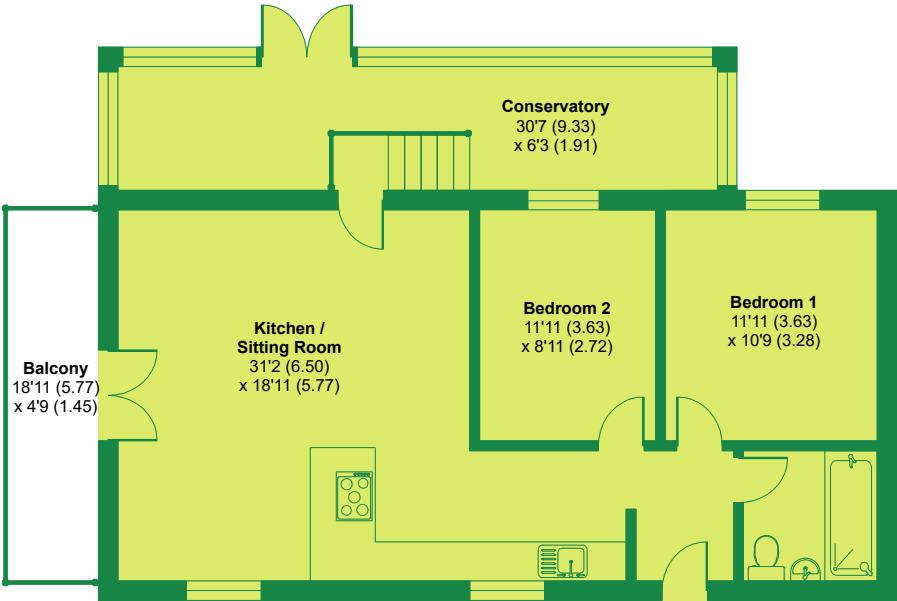 Conservatory
30'7 (9.33)
x 6'3 (1.91)
Bedroom 2
11'11 (3.63)
x 8'11 (2.72)
Bedroom 1
11'11 (3.63)
x 10'9 (3.28)
Kitchen /
Sitting Room
31'2 (6.50)
x 18'11 (5.77)
Balcony
18'11 (5.77)
x 4'9 (1.45)